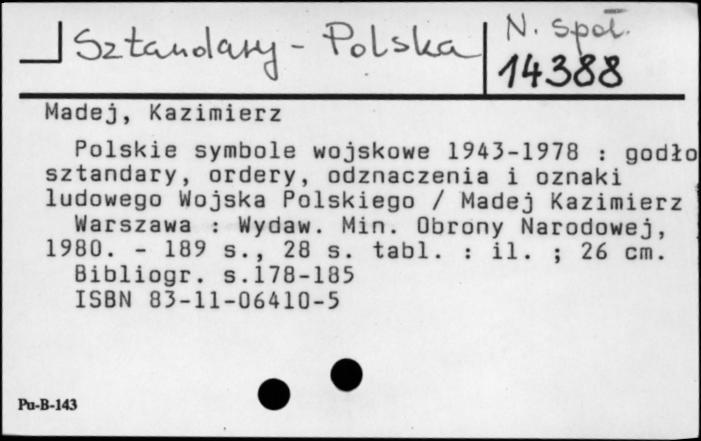 Sztandary - Polska
N. społ.
14388
Madej, Kazimierz
Polskie symbole wojskowe 1943-1978 : godło
sztandary, ordery, odznaczenia i oznaki
ludowego Wojska Polskiego / Madej Kazimierz
Warszawa : Wydaw. Min. Obrony Narodowej,
1980. - 189 s., 28 s. tabl. : il. ; 26 cm.
Bibliogr. s.178-185
ISBN 83-11-06410-5
Pu-B-143